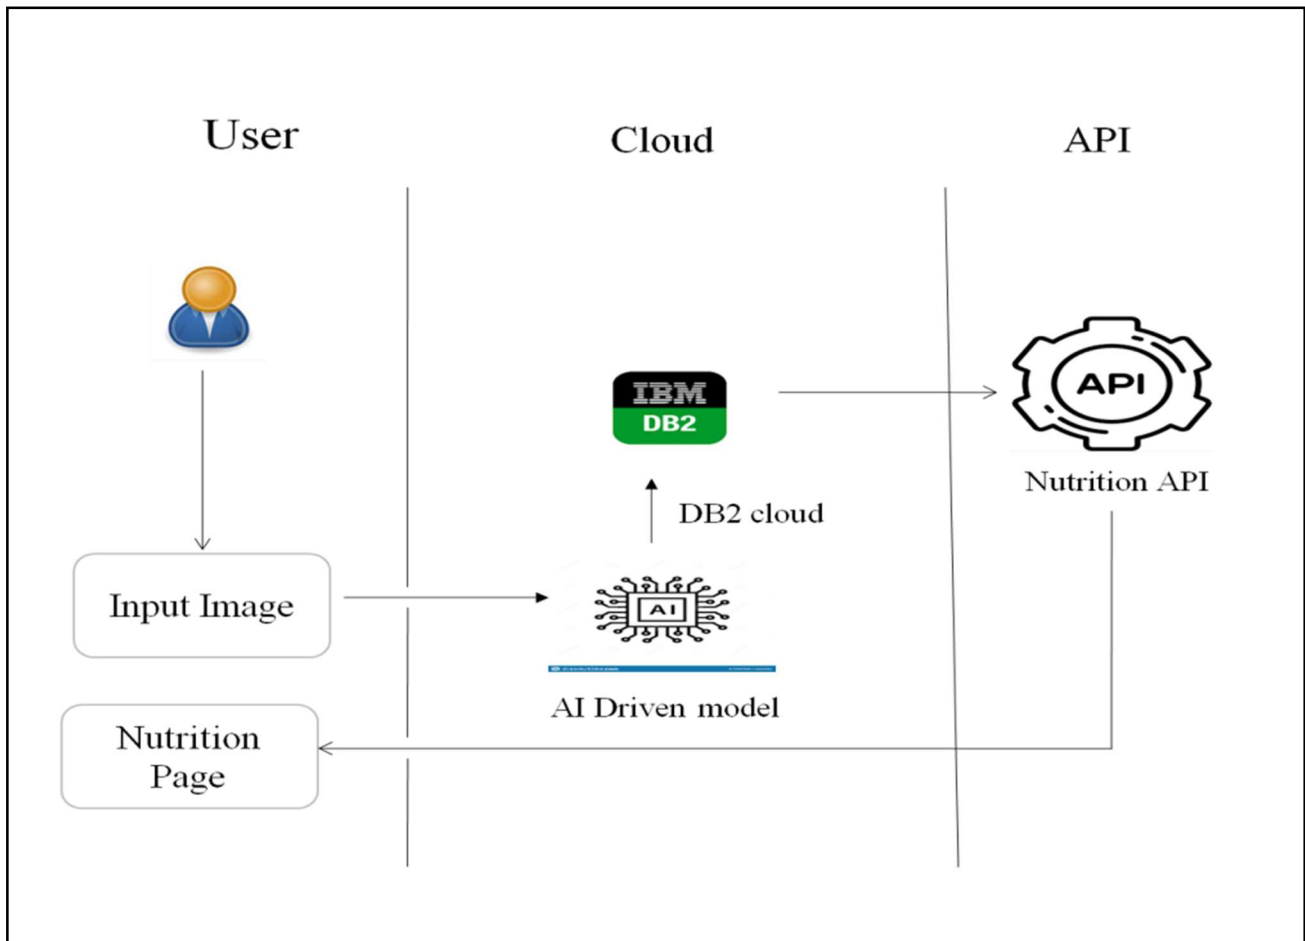 User
Cloud
API
IBM
DB2
API
Nutrition API
DB2 cloud
Input Image
AI
AI Driven model
Nutrition
Page